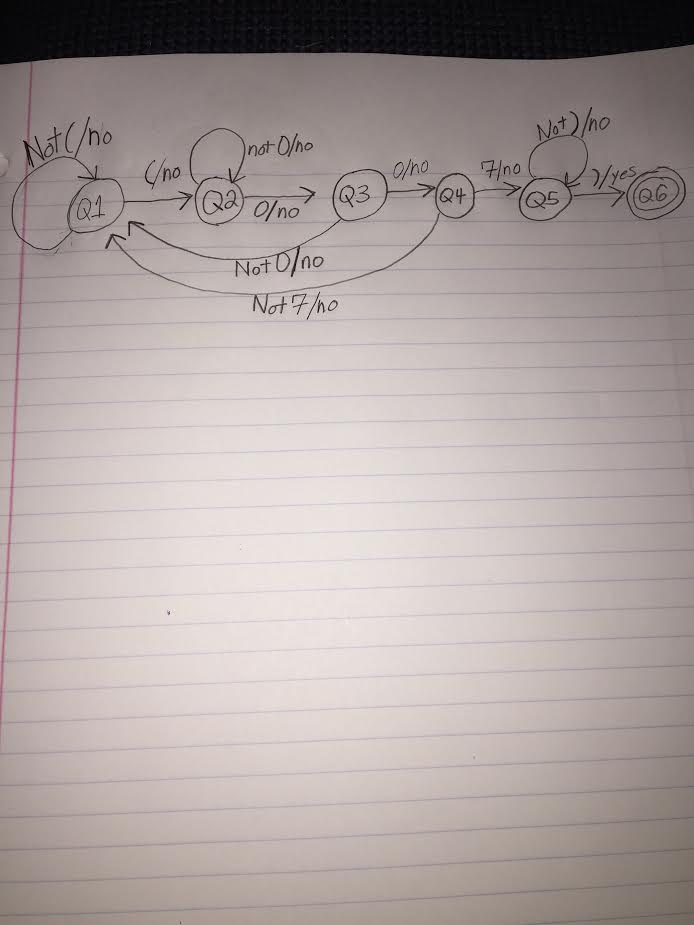 Not (/no
(/no
not 0/no
0/no
0/no
7/no
Not )/no
)/yes
Q1
Q2
Q3
Q4
Q5
Q6
Not 0/no
Not 7/no